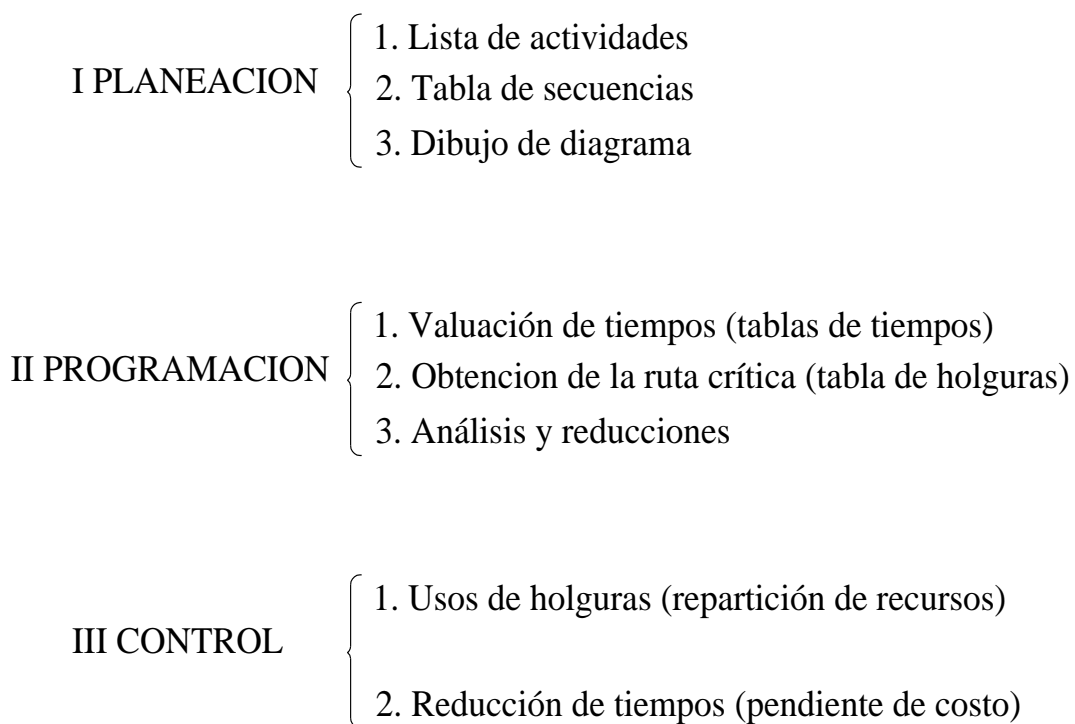 I PLANEACION
1. Lista de actividades
2. Tabla de secuencias
3. Dibujo de diagrama
II PROGRAMACION
1. Valuación de tiempos (tablas de tiempos)
2. Obtencion de la ruta crítica (tabla de holguras)
3. Análisis y reducciones
III CONTROL
1. Usos de holguras (repartición de recursos)
2. Reducción de tiempos (pendiente de costo)